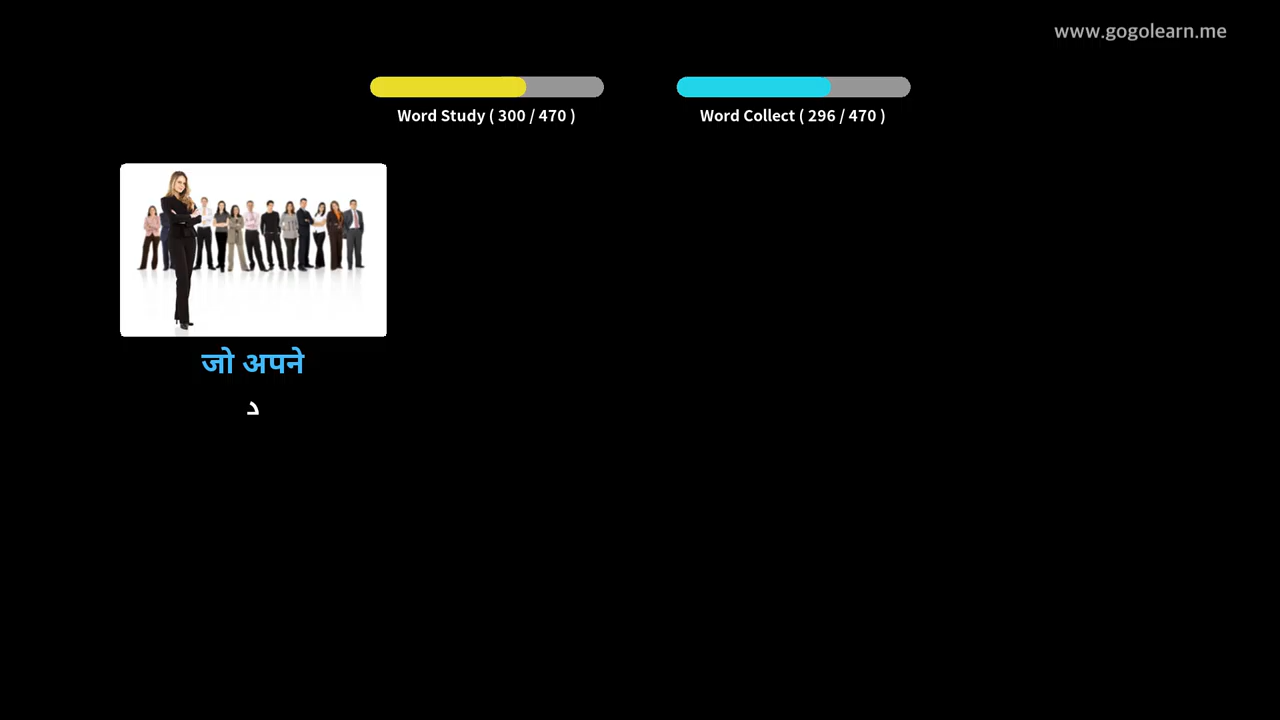 www.gogolearn.me
Word Study ( 300 / 470 )
Word Collect ( 296 / 470 )
जो अपने
د